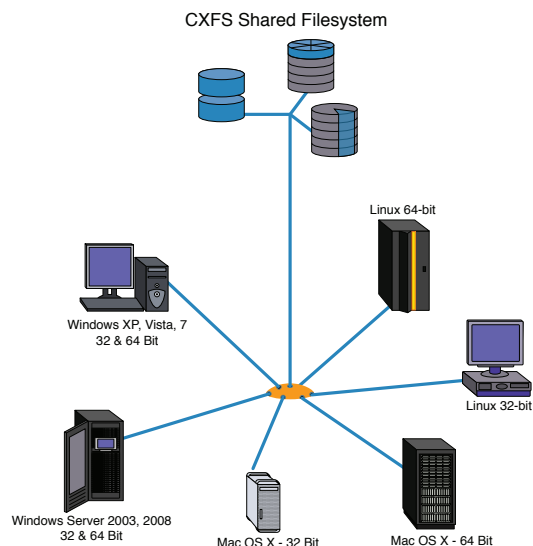 CXFS Shared Filesystem
Linux 64-bit
Windows XP, Vista, 7
32 & 64 Bit
Linux 32-bit
Windows Server 2003, 2008
32 & 64 Bit
Mac OS X - 32 Bit
Mac OS X - 64 Bit